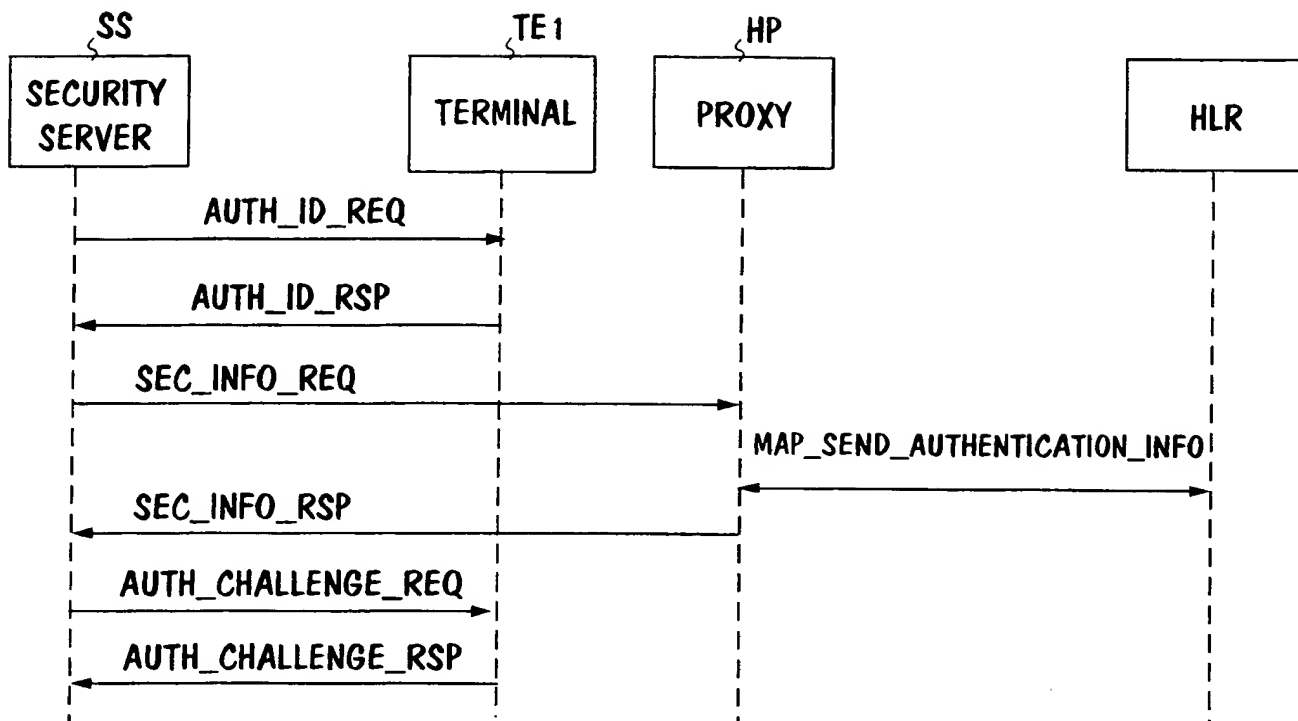 SS
TE1
HP
SECURITY
SERVER
TERMINAL
PROXY
HLR
AUTH_ID_REQ
AUTH_ID_RSP
SEC_INFO_REQ
MAP_SEND_AUTHENTICATION_INFO
SEC_INFO_RSP
AUTH_CHALLENGE_REQ
AUTH_CHALLENGE_RSP